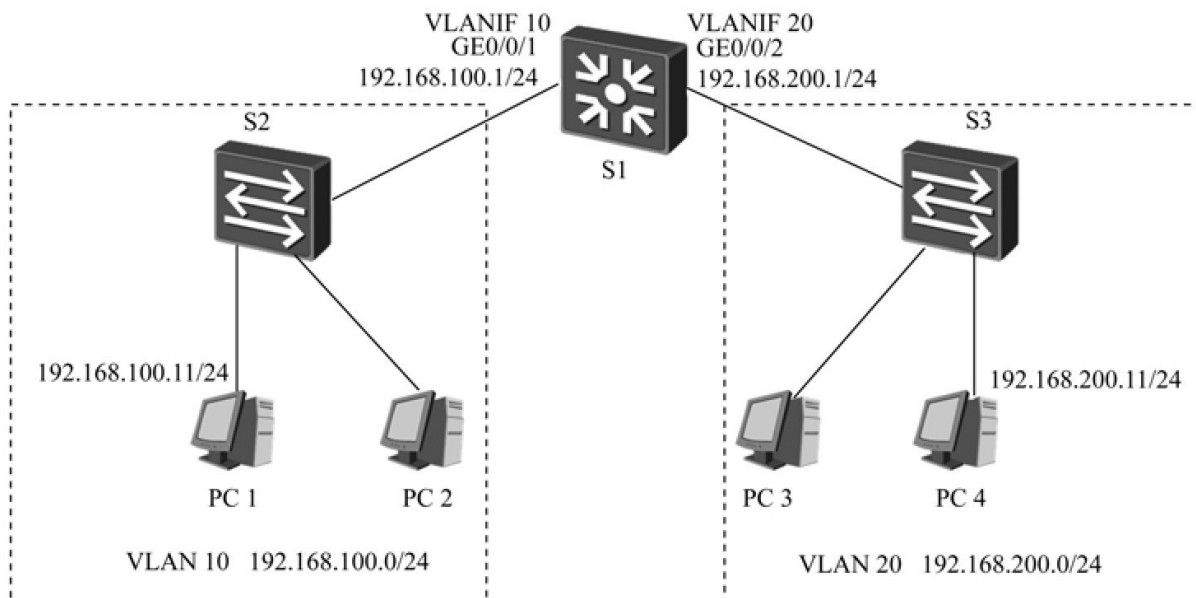 VLANIF 10
GE0/0/1
192.168.100.1/24
VLANIF 20
GE0/0/2
192.168.200.1/24
S1
S2
S3
192.168.100.11/24
192.168.200.11/24
PC 1
PC 2
PC 3
PC 4
VLAN 10 192.168.100.0/24
VLAN 20 192.168.200.0/24